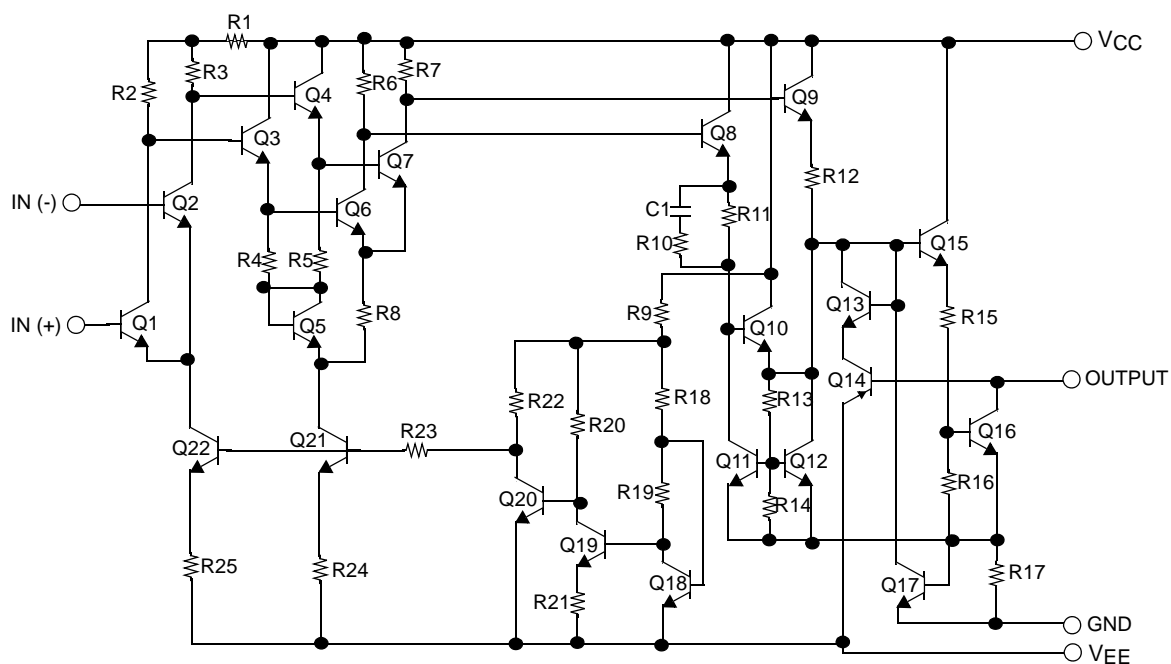 R1
VCC
R3
R2
Q4
R6
R7
Q9
Q3
Q8
Q7
R12
IN (-)
Q2
Q6
C1
R11
R10
Q15
R4
R5
Q13
R9
IN (+)
Q1
Q5
R8
Q10
R15
Q14
OUTPUT
R22
R18
R13
R20
R23
Q16
Q22
Q21
Q11
Q12
R16
R19
Q20
R14
Q19
R25
R24
Q18
Q17
R17
R21
GND
VEE